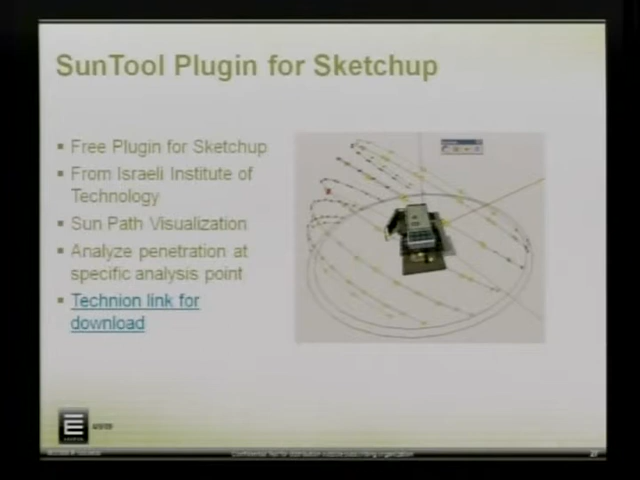 SunTool Plugin for Sketchup
Free Plugin for Sketchup
From Israeli Institute of
Technology
Sun Path Visualization
Analyze penetration at
specific analysis point
Technion link for
download